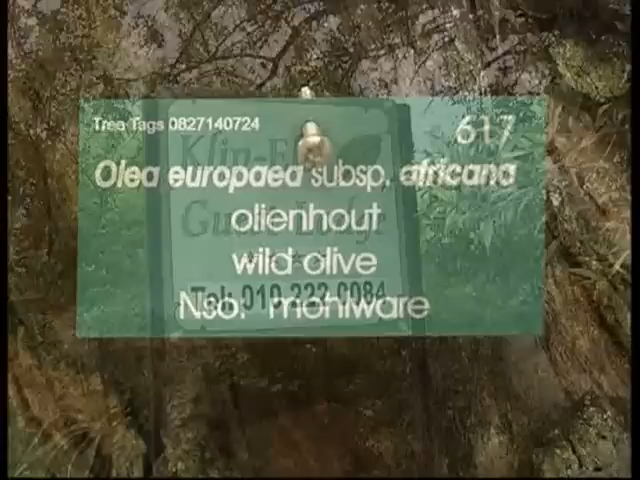 Tree Tags 0827140724
617
Olea europaea subsp. africana
olienhout
wild olive
Nso. mohlware
Tel: 010 222 0084